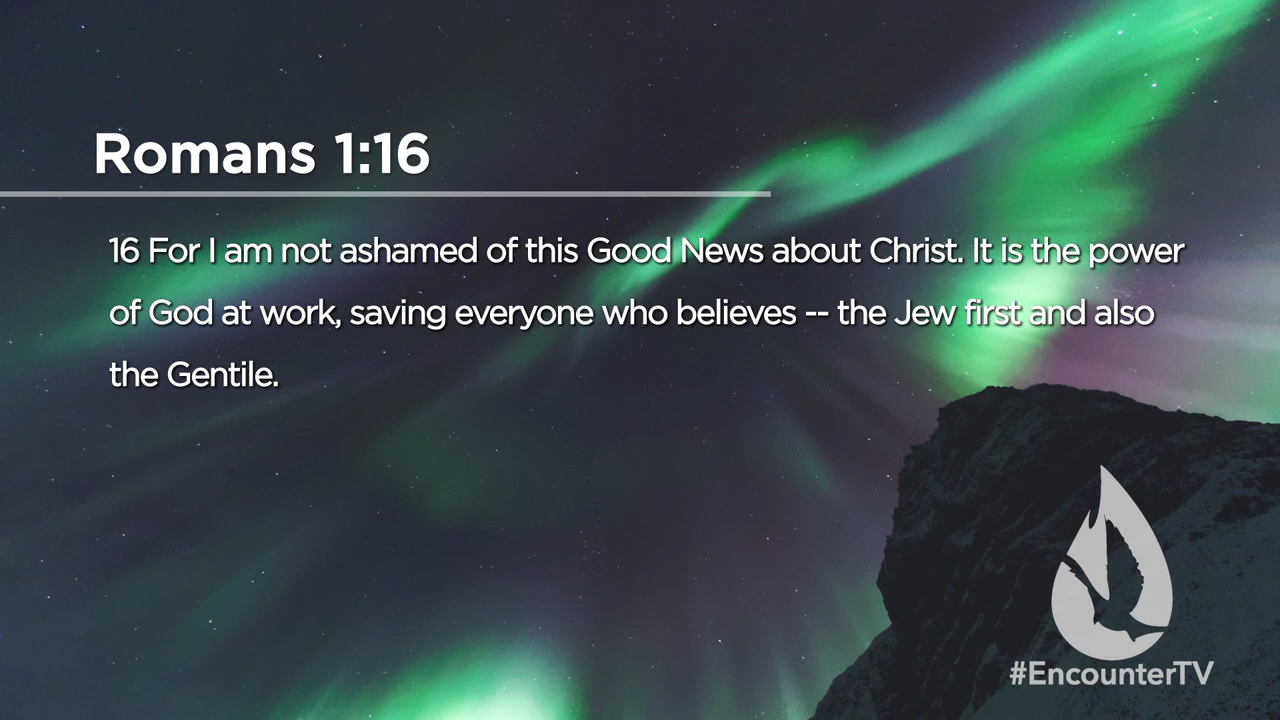 Romans 1:16
16 For I am not ashamed of this Good News about Christ. It is the power
of God at work, saving everyone who believes -- the Jew first and also
the Gentile.
#EncounterTV